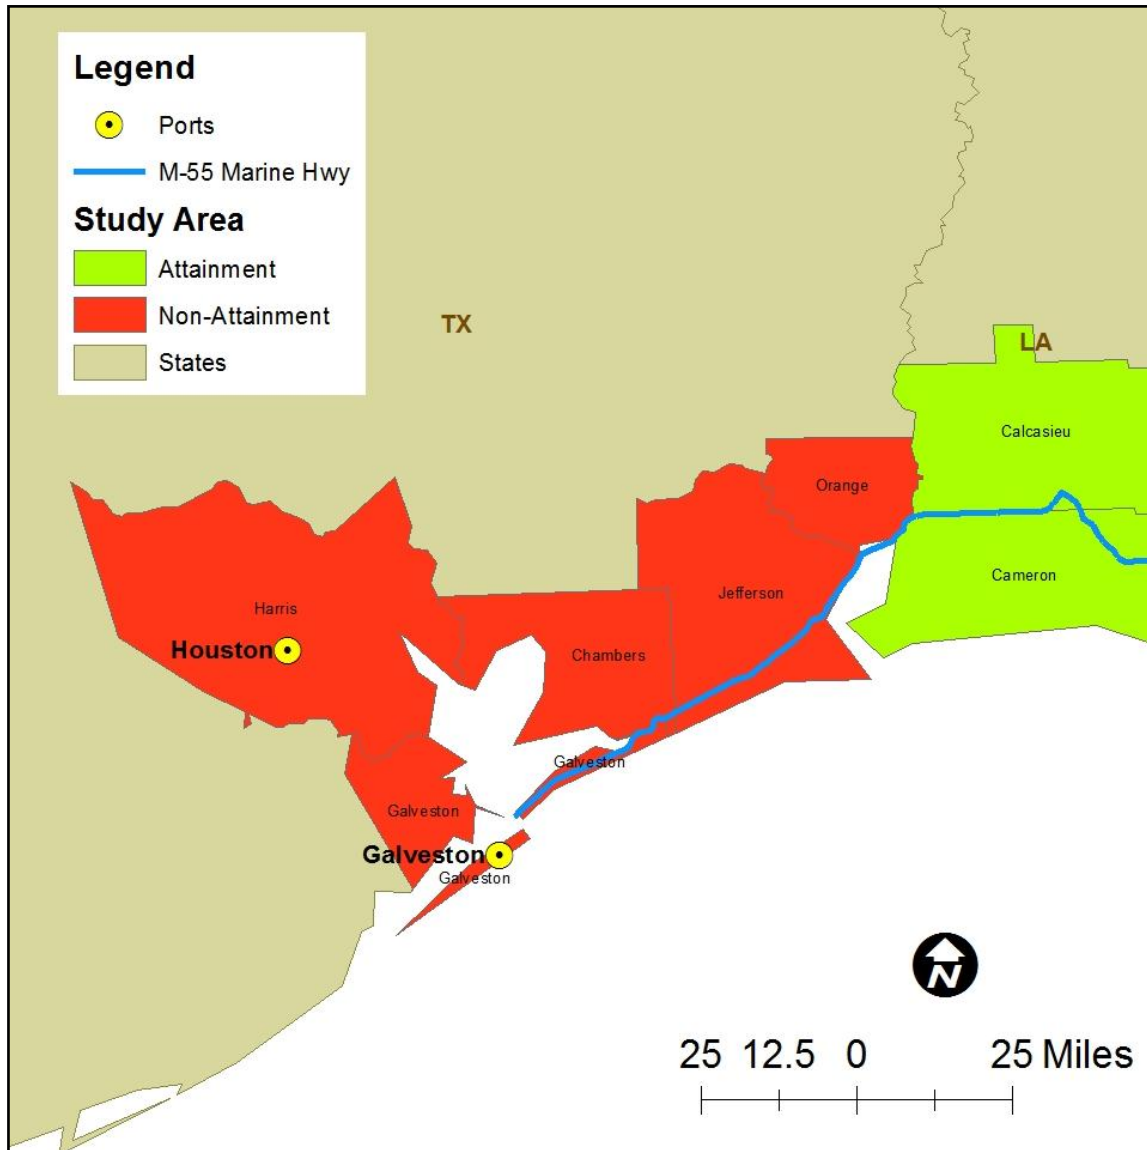 Legend
Ports
M-55 Marine Hwy
Study Area
Attainment
Non-Attainment
States
TX
LA
Calcasieu
Orange
Cameron
Jefferson
Harris
Houston
Chambers
Galveston
Galveston
Galveston
Galveston
N
25 12.5 0 25 Miles